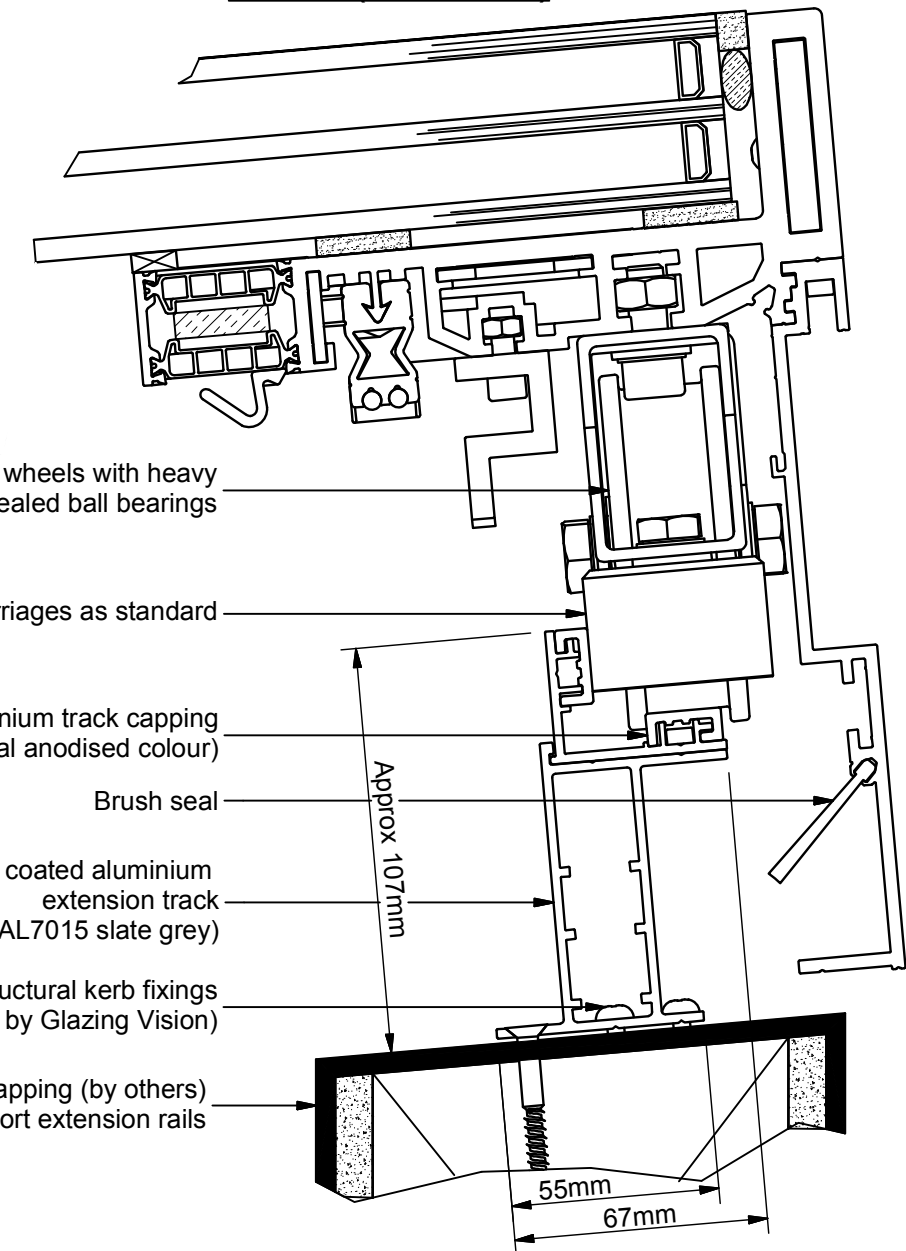 wheels with heavy
ealed ball bearings
rriages as standard
nium track capping
al anodised colour)
Brush seal
coated aluminium
extension track
AL7015 slate grey)
uctural kerb fixings
by Glazing Vision)
apping (by others)
ort extension rails
Approx 107mm
55mm
67mm